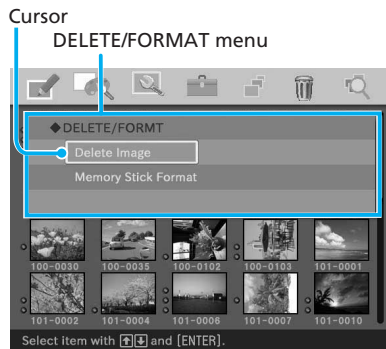 Cursor
DELETE/FORMAT menu
◆DELETE/FORMT
Delete Image
Memory Stick Format
100-0030 100-0035 100-0102 100-0103 101-0001
101-0002 101-0004 101-0006 101-0007 101-0010
Select item with [↑][↓] and [ENTER].